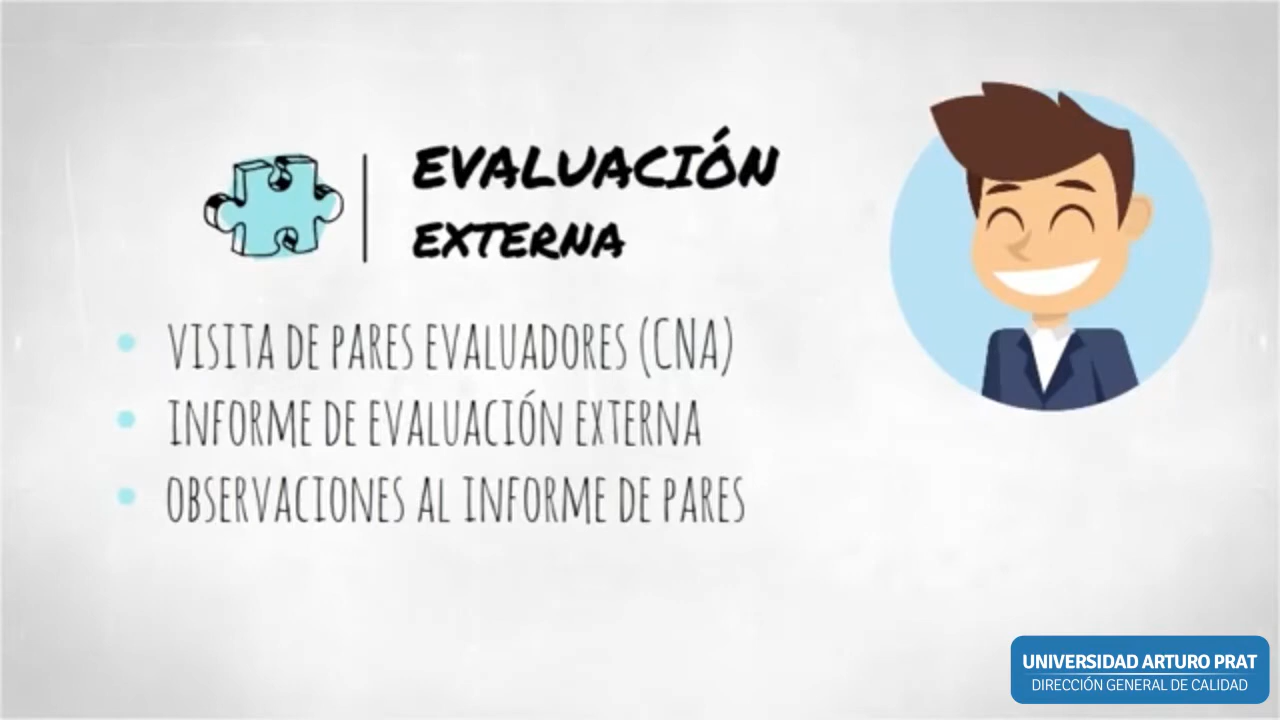 EVALUACIÓN
EXTERNA
VISITA DE PARES EVALUADORES (CNA)
INFORME DE EVALUACIÓN EXTERNA
OBSERVACIONES AL INFORME DE PARES
UNIVERSIDAD ARTURO PRAT
DIRECCIÓN GENERAL DE CALIDAD